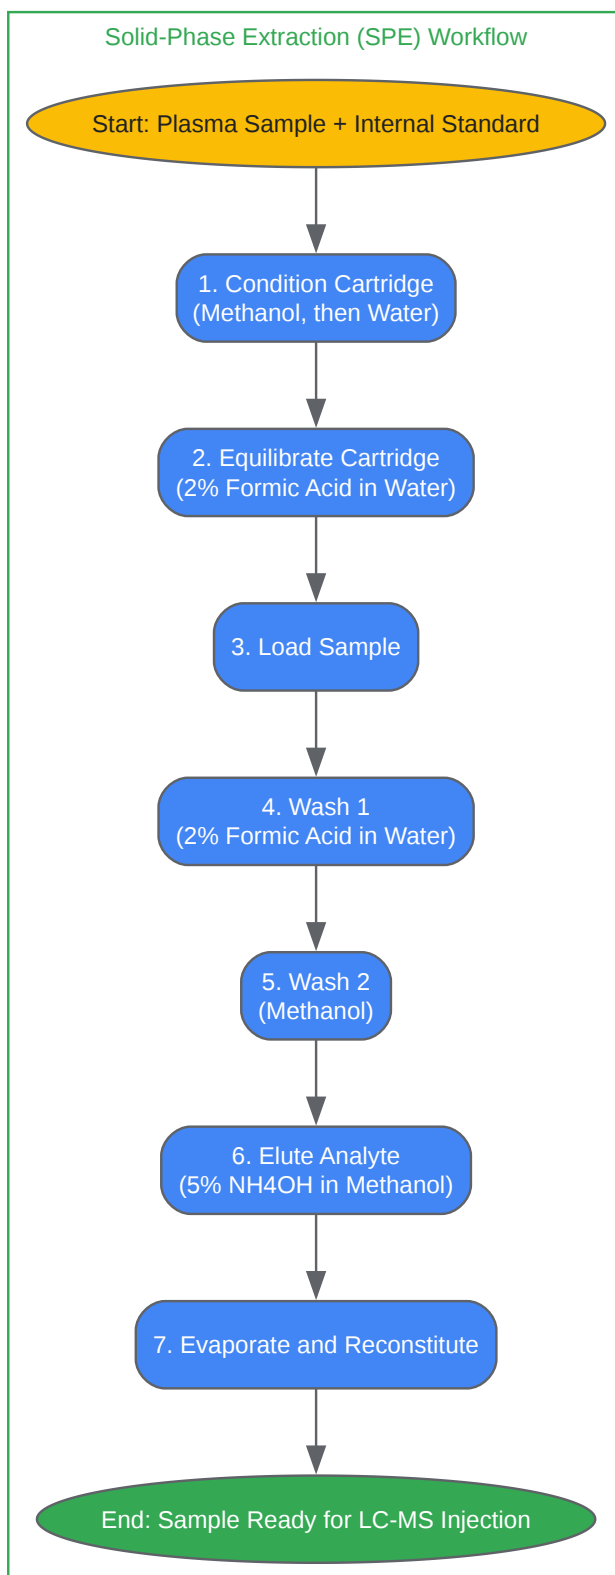 Solid-Phase Extraction (SPE) Workflow
Start: Plasma Sample + Internal Standard
1. Condition Cartridge
(Methanol, then Water)
2. Equilibrate Cartridge
(2% Formic Acid in Water)
3. Load Sample
4. Wash 1
(2% Formic Acid in Water)
5. Wash 2
(Methanol)
6. Elute Analyte
(5% NH4OH in Methanol)
7. Evaporate and Reconstitute
End: Sample Ready for LC-MS Injection